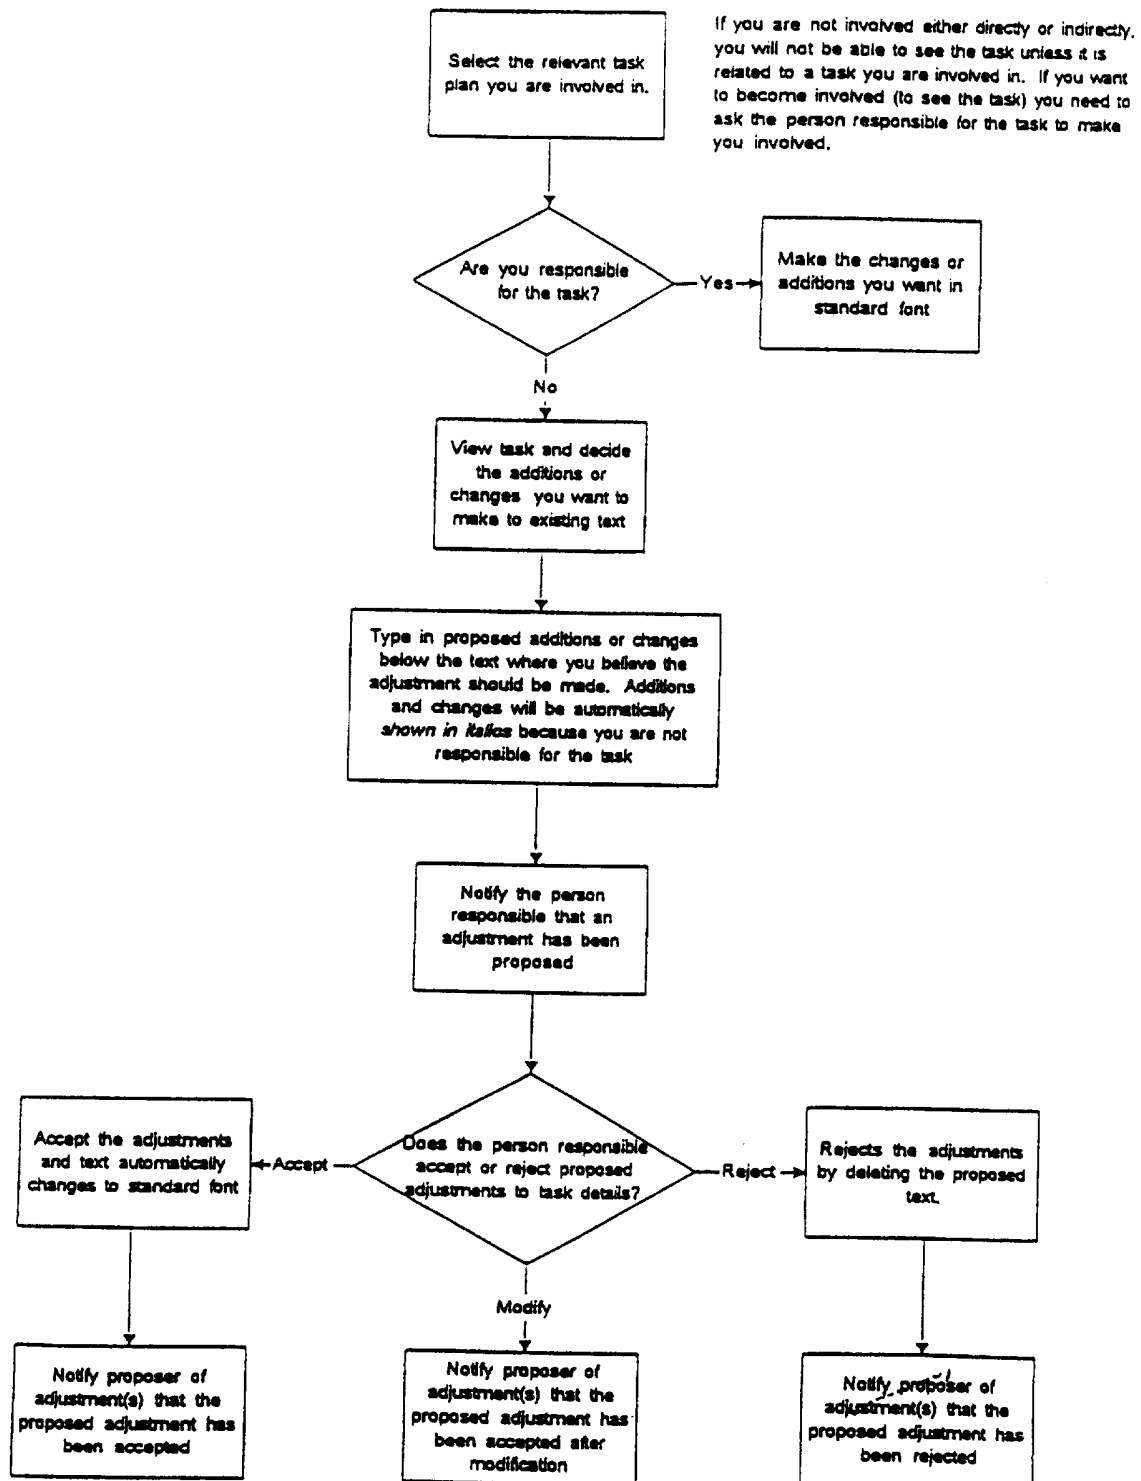 Select the relevant task
plan you are involved in.
If you are not involved either directly or indirectly,
you will not be able to see the task unless it is
related to a task you are involved in. If you want
to become involved (to see the task) you need to
ask the person responsible for the task to make
you involved.
Are you responsible
for the task?
Yes
Make the changes or
additions you want in
standard font
No
View task and decide
the additions or
changes you want to
make to existing text
Type in proposed additions or changes
below the text where you believe the
adjustment should be made. Additions
and changes will be automatically
shown in italics because you are not
responsible for the task
Notify the person
responsible that an
adjustment has been
proposed
Does the person responsible
accept or reject proposed
adjustments to task details?
Accept
Accept the adjustments
and text automatically
changes to standard font
Reject
Rejects the adjustments
by deleting the proposed
text.
Modify
Notify proposer of
adjustment(s) that the
proposed adjustment has
been accepted
Notify proposer of
adjustment(s) that the
proposed adjustment has
been accepted after
modification
Notify proposer of
adjustment(s) that the
proposed adjustment has
been rejected